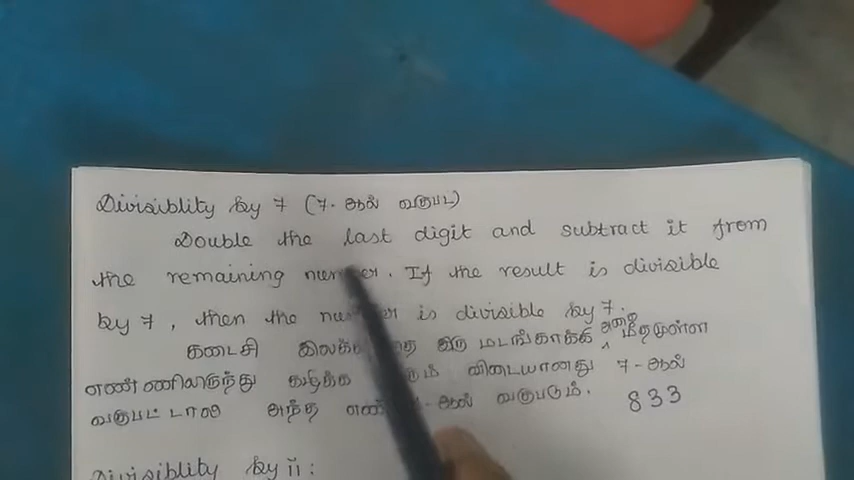 Divisiblity by 7 (7-ஆல் வகுபட)
Double the last digit and subtract it from
the remaining number. If the result is divisible
by 7, then the number is divisible by 7.
கடைசி இரு மடங்காக்கி அதை மீதமுள்ள
எண்ணிலிருந்து கழிக்க விடையானது 7-ஆல்
வகுபட்டால் அந்த எண் 7-ஆல் வகுபடும். 833
Divisiblity by 11: